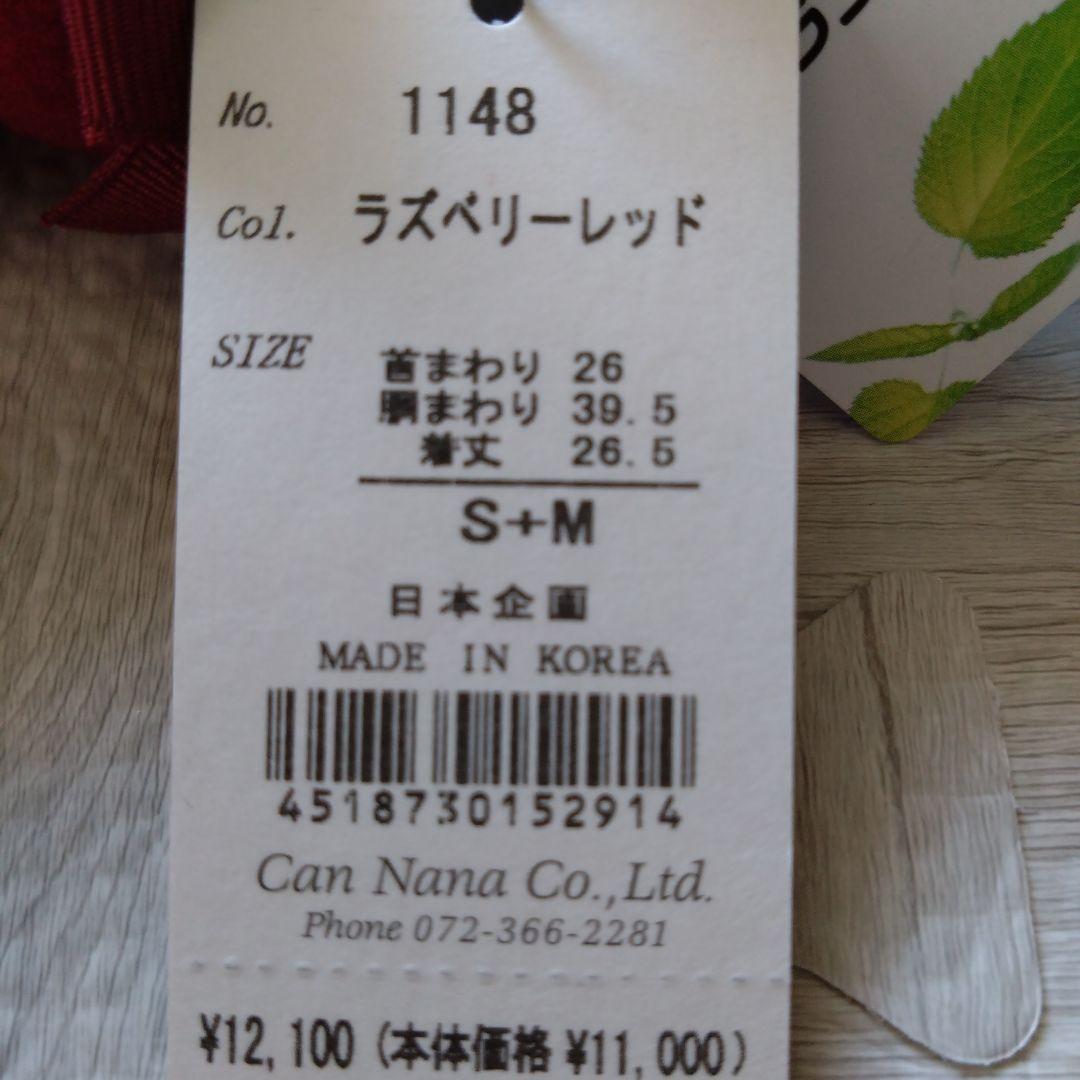 No. 1148
Col. ラズベリーレッド
SIZE 首まわり 26
胴まわり 39.5
着丈 26.5
S+M
日本企画
MADE IN KOREA
4518730152914
Can Nana Co.,Ltd.
Phone 072-366-2281
¥12,100 (本体価格 ¥11,000)